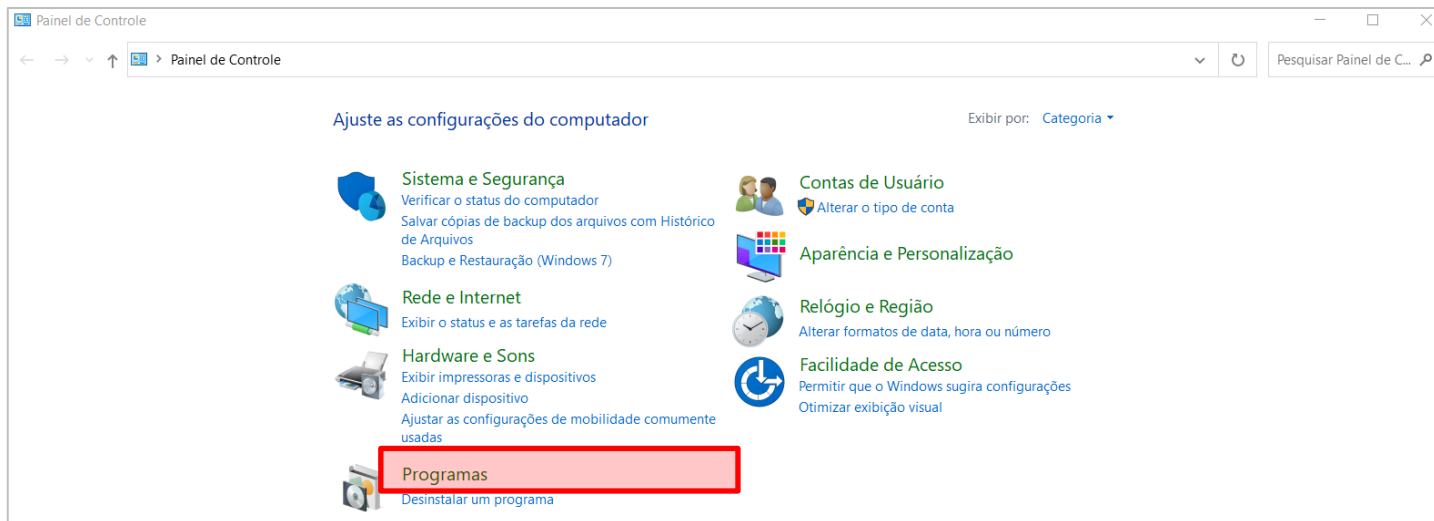 Painel de Controle
Painel de Controle
Pesquisar Painel de C...
Ajuste as configurações do computador
Exibir por: Categoria
Sistema e Segurança
Verificar o status do computador
Salvar cópias de backup dos arquivos com Histórico
de Arquivos
Backup e Restauração (Windows 7)
Rede e Internet
Exibir o status e as tarefas da rede
Hardware e Sons
Exibir impressoras e dispositivos
Adicionar dispositivo
Ajustar as configurações de mobilidade comumente
usadas
Programas
Desinstalar um programa
Contas de Usuário
Alterar o tipo de conta
Aparência e Personalização
Relógio e Região
Alterar formatos de data, hora ou número
Facilidade de Acesso
Permitir que o Windows sugira configurações
Otimizar exibição visual